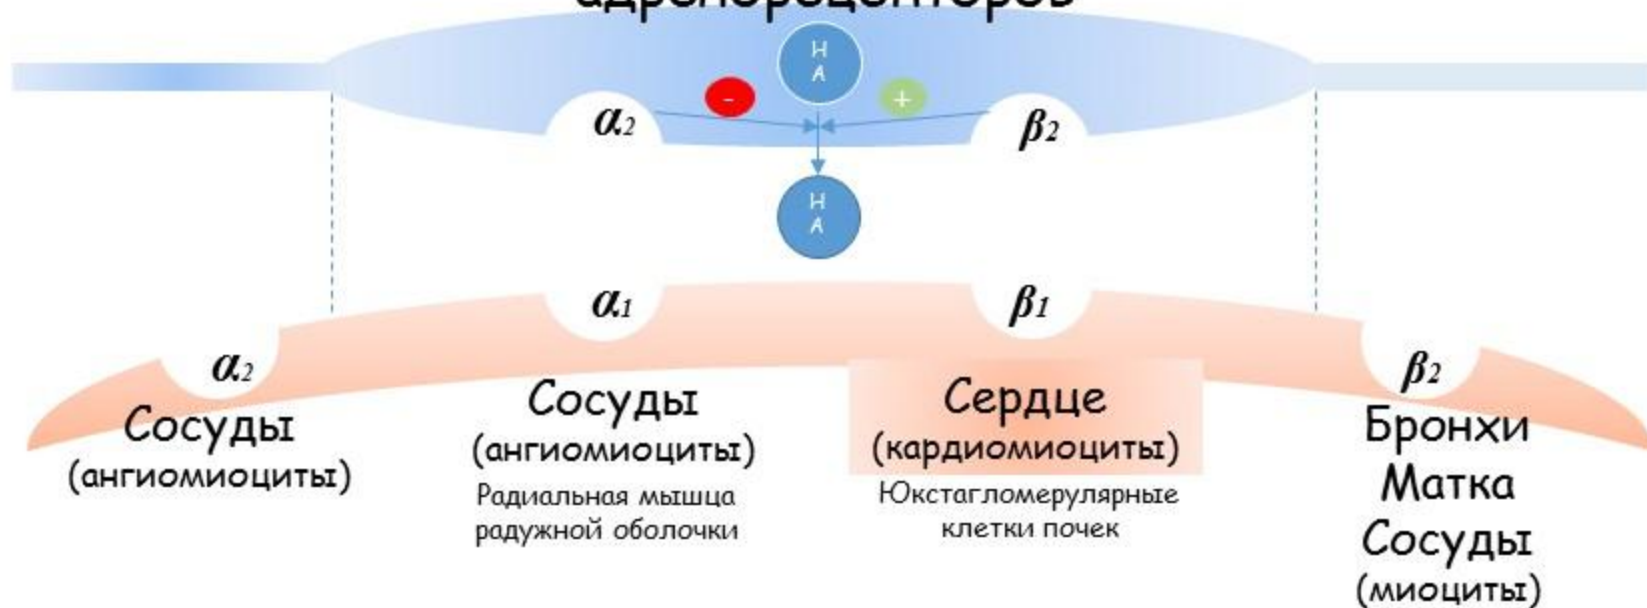 адренорецепторов
Н
А
-
+
α2
β2
Н
А
α1
β1
α2
β2
Сосуды
(ангиомиоциты)
Сосуды
(ангиомиоциты)
Радиальная мышца
радужной оболочки
Сердце
(кардиомиоциты)
Юкстагломерулярные
клетки почек
Бронхи
Матка
Сосуды
(миоциты)